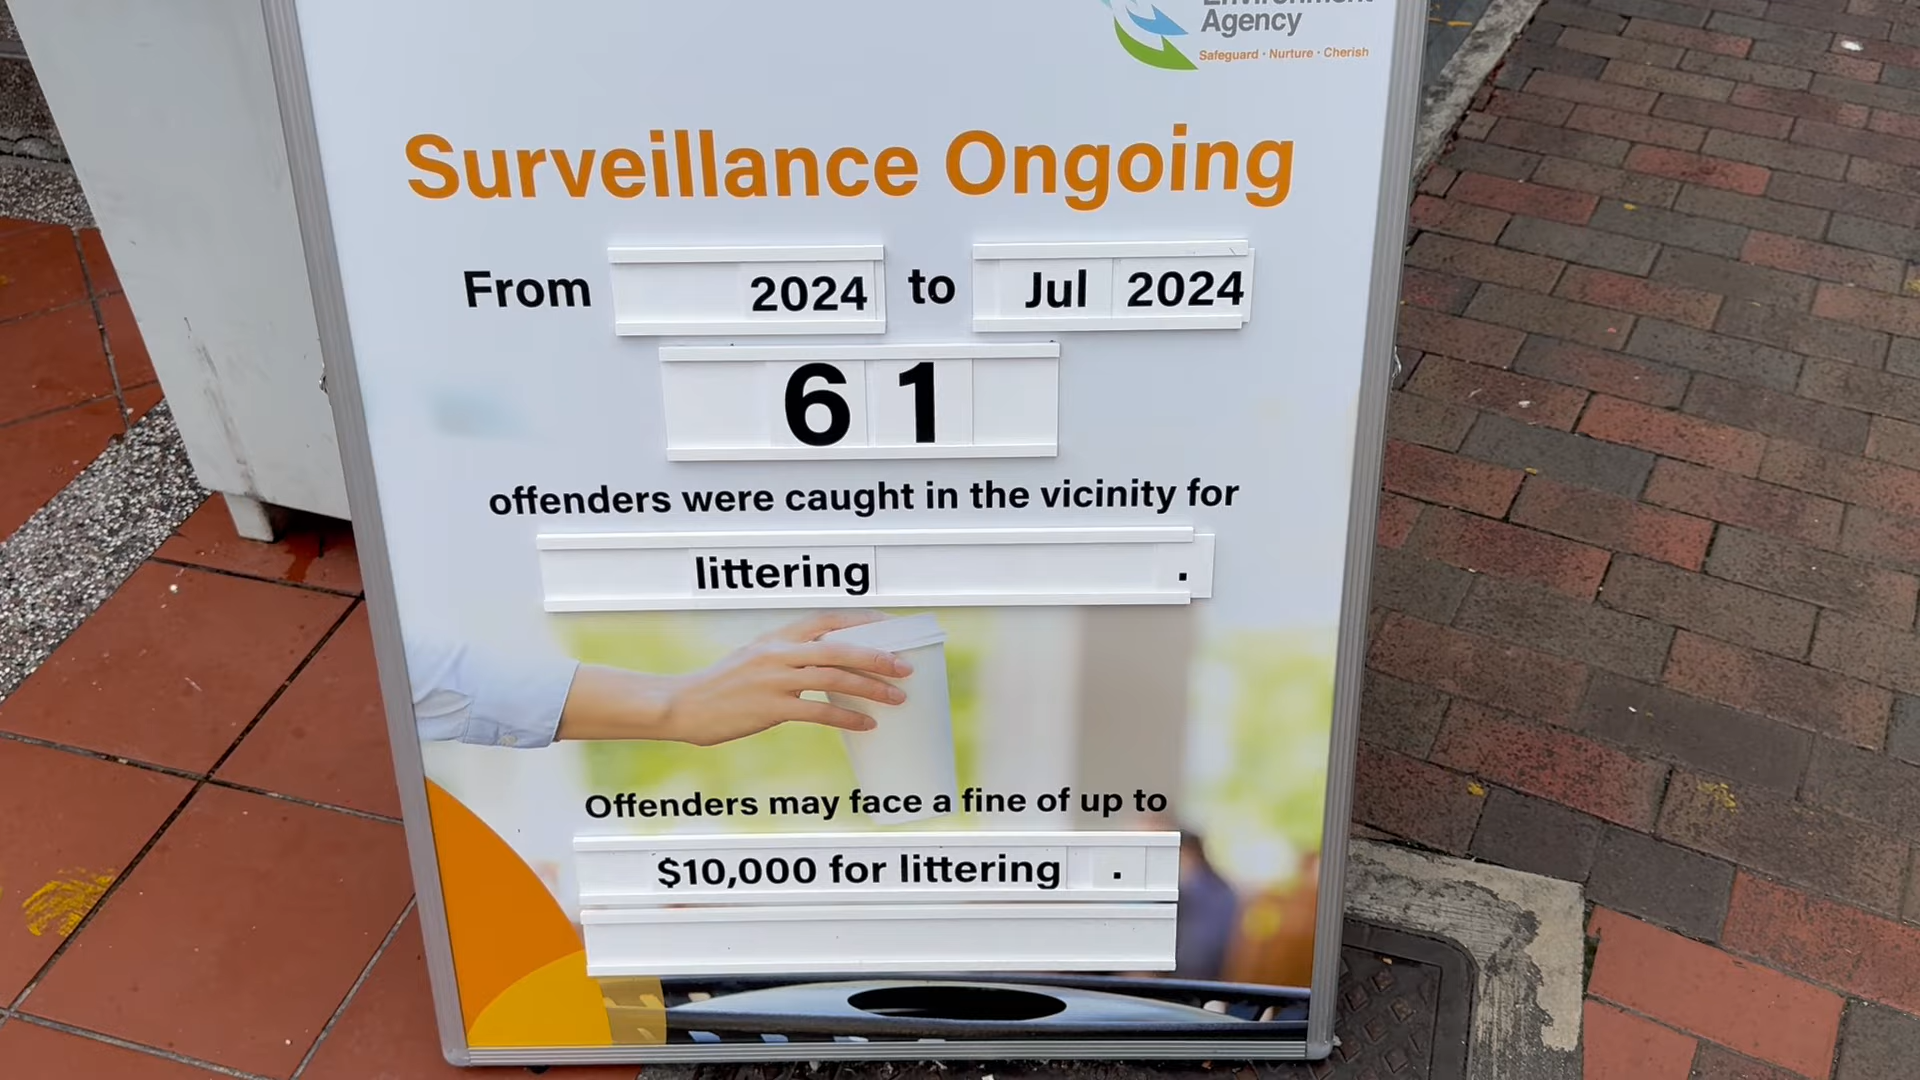 Environment
Agency
Safeguard · Nurture · Cherish
Surveillance Ongoing
From 2024 to Jul 2024
61
offenders were caught in the vicinity for
littering .
Offenders may face a fine of up to
$10,000 for littering .